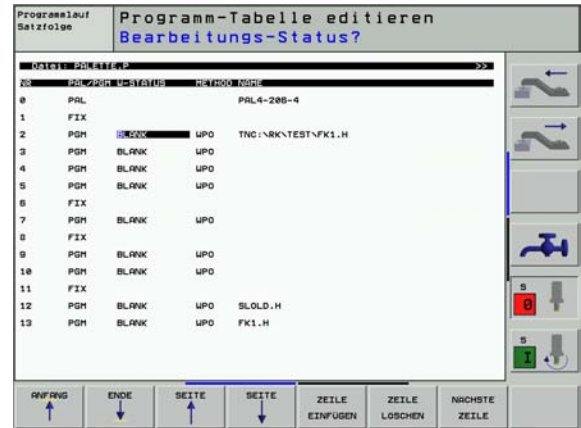 Programmlauf
Satzfolge
Programm-Tabelle editieren
Bearbeitungs-Status?
Datei: PALETTE.P >>
NR PAL/PGM W-STATUS METHOD NAME
0 PAL PAL4-206-4
1 FIX
2 PGM BLANK WPO TNC:\RK\TEST\FK1.H
3 PGM BLANK WPO
4 PGM BLANK WPO
5 PGM BLANK WPO
6 FIX
7 PGM BLANK WPO
8 FIX
9 PGM BLANK WPO
10 PGM BLANK WPO
11 FIX
12 PGM BLANK WPO SLOLD.H
13 PGM BLANK WPO FK1.H
S
0
S
I
ANFANG
ENDE
SEITE
SEITE
ZEILE
EINFÜGEN
ZEILE
LÖSCHEN
NÄCHSTE
ZEILE